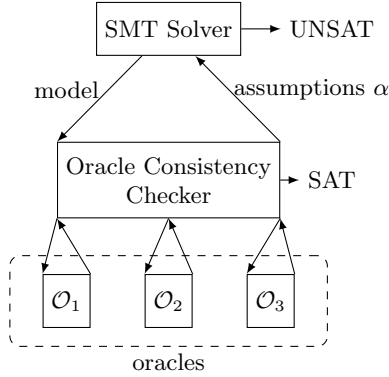 SMT Solver
UNSAT
model
assumptions α
Oracle Consistency
Checker
SAT
𝒪₁
𝒪₂
𝒪₃
oracles